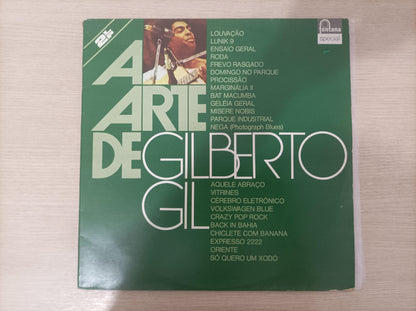 2LP
fontana
special
LOUVAÇÃO
LUNIK 9
ENSAIO GERAL
RODA
FREVO RASGADO
DOMINGO NO PARQUE
PROCISSÃO
MARGINÁLIA II
BAT MACUMBA
GELÉIA GERAL
MISERE NOBIS
PARQUE INDUSTRIAL
NEGA (Photograph Blues)
A
ARTE
DE GILBERTO
GIL
AQUELE ABRAÇO
VITRINES
CÉREBRO ELETRÔNICO
VOLKSWAGEN BLUE
CRAZY POP ROCK
BACK IN BAHIA
CHICLETE COM BANANA
EXPRESSO 2222
ORIENTE
SÓ QUERO UM XODÓ